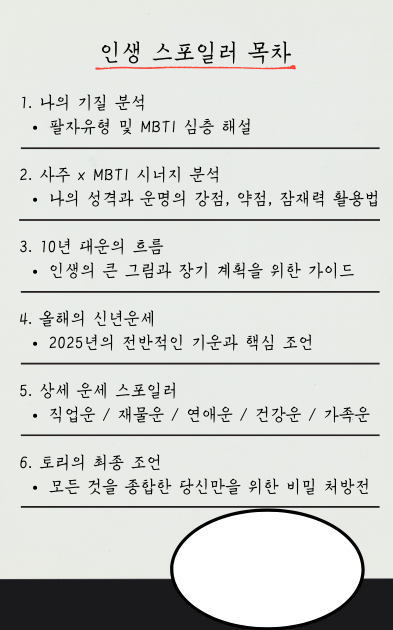 인생 스포일러 목차
1. 나의 기질 분석
• 팔자유형 및 MBTI 심층 해설
2. 사주 x MBTI 시너지 분석
• 나의 성격과 운명의 강점, 약점, 잠재력 활용법
3. 10년 대운의 흐름
• 인생의 큰 그림과 장기 계획을 위한 가이드
4. 올해의 신년운세
• 2025년의 전반적인 기운과 핵심 조언
5. 상세 운세 스포일러
• 직업운 / 재물운 / 연애운 / 건강운 / 가족운
6. 토리의 최종 조언
• 모든 것을 종합한 당신만을 위한 비밀 처방전